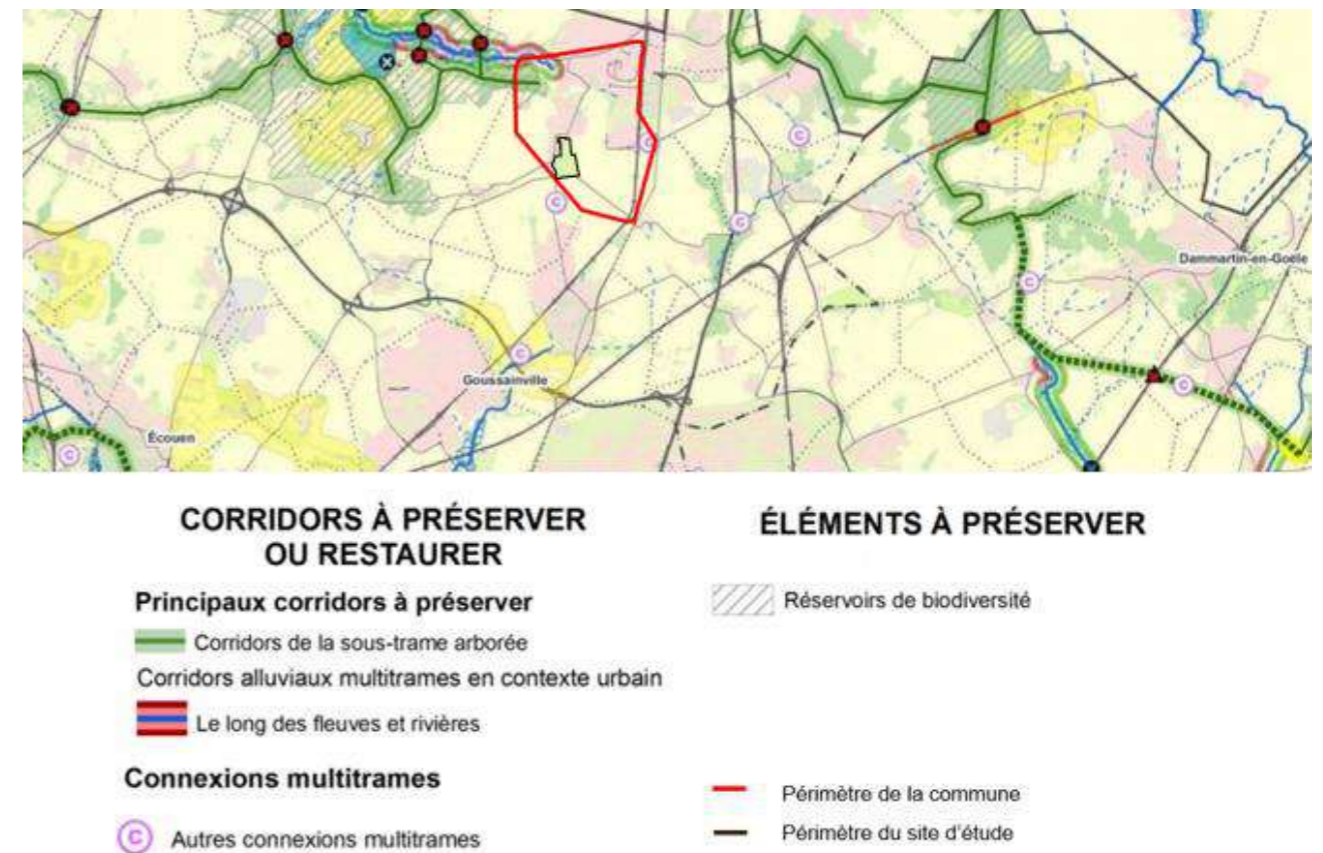 Dammartin-en-Goële
Goussainville
Écouen
CORRIDORS À PRÉSERVER
OU RESTAURER
Principaux corridors à préserver
Corridors de la sous-trame arborée
Corridors alluviaux multitrames en contexte urbain
Le long des fleuves et rivières
Connexions multitrames
C Autres connexions multitrames
ÉLÉMENTS À PRÉSERVER
Réservoirs de biodiversité
Périmètre de la commune
Périmètre du site d'étude